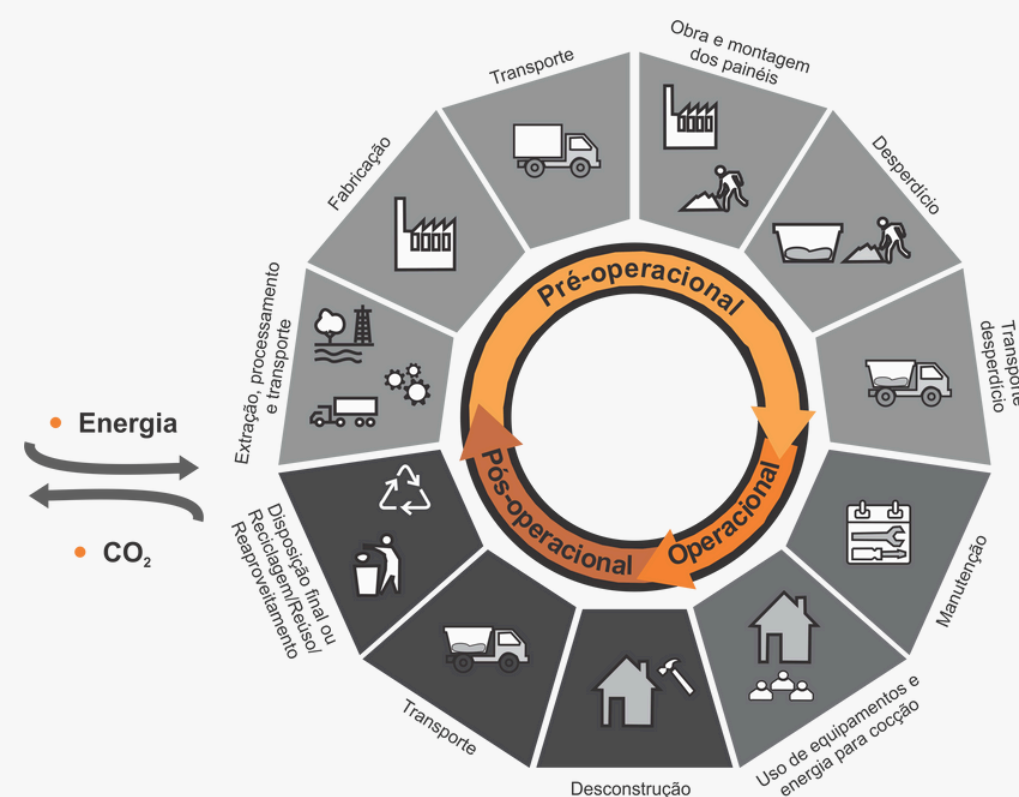 Transporte
Obra e montagem
dos painéis
Fabricação
Desperdício
Pré-operacional
Extração, processamento
e transporte
Transporte
desperdício
Energia
CO₂
Pós-operacional
Operacional
Disposição final ou
Reciclagem/Reúso/
Reaproveitamento
Manutenção
Transporte
Uso de equipamentos e
energia para cocção
Desconstrução